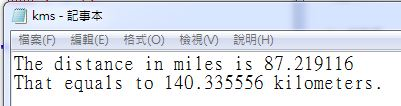 kms - 記事本
檔案(F) 編輯(E) 格式(O) 檢視(V) 說明(H)
The distance in miles is 87.219116
That equals to 140.335556 kilometers.